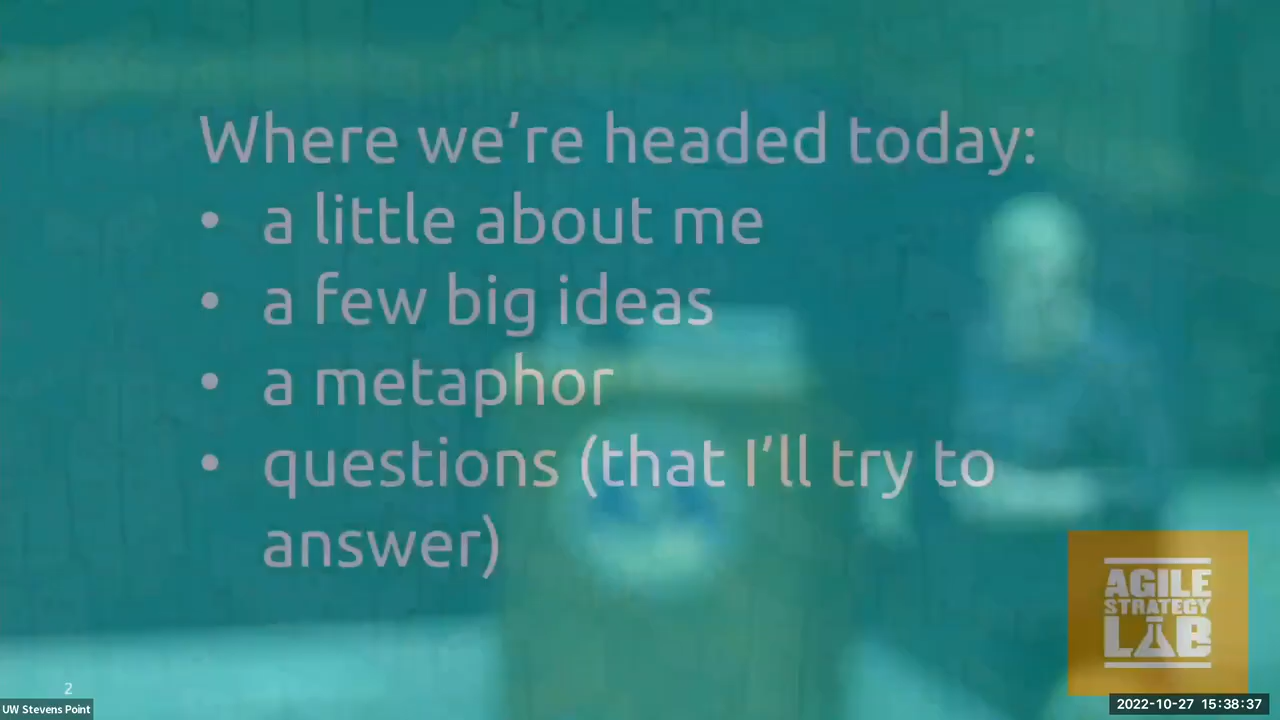 Where we’re headed today:
• a little about me
• a few big ideas
• a metaphor
• questions (that I’ll try to
answer)
AGILE
STRATEGY
LAB
2
UW Stevens Point
2022-10-27 15:38:37